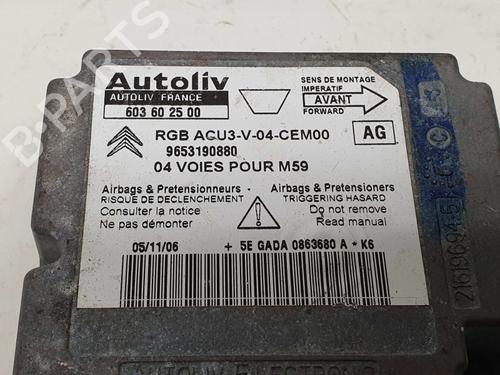 Autoliv
AUTOLIV FRANCE
603 60 25 00
SENS DE MONTAGE
IMPERATIF
AVANT
FORWARD
RGB ACU3-V-04-CEM00
AG
9653190880
04 VOIES POUR M59
Airbags & Pretensionneurs
RISQUE DE DECLENCHEMENT
Consulter la notice
Ne pas démonter
Airbags & Pretensioners
TRIGGERING HASARD
Do not remove
Read manual
05/11/06 + 5E GADA 0863680 A * K6
AUTOLIV ELECTRONIC
B-PARTS